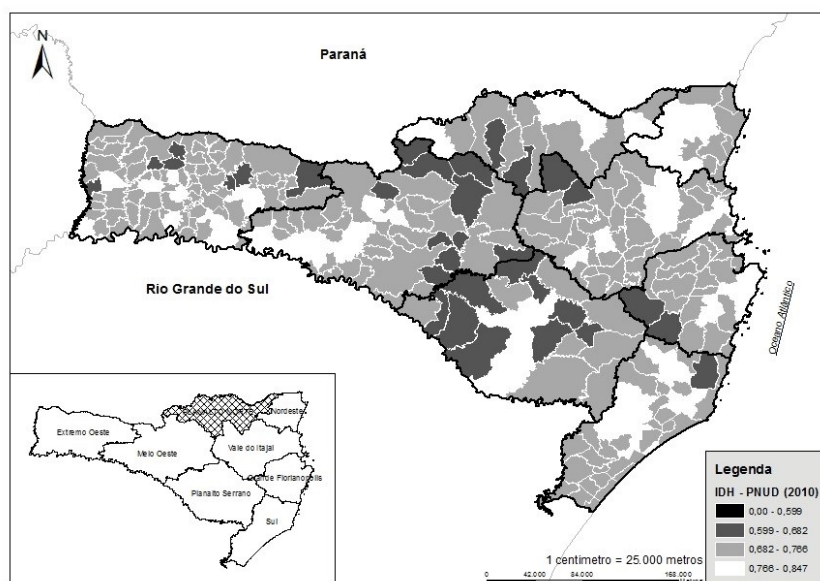 N
Paraná
Rio Grande do Sul
Oceano Atlântico
Nordeste
Extremo Oeste
Meio Oeste
Vale do Itajaí
Grande Florianópolis
Planalto Serrano
Sul
Legenda
IDH - PNUD (2010)
0,00 - 0,599
0,599 - 0,682
0,682 - 0,766
0,766 - 0,847
1 centímetro = 25.000 metros
0 42.000 84.000 168.000